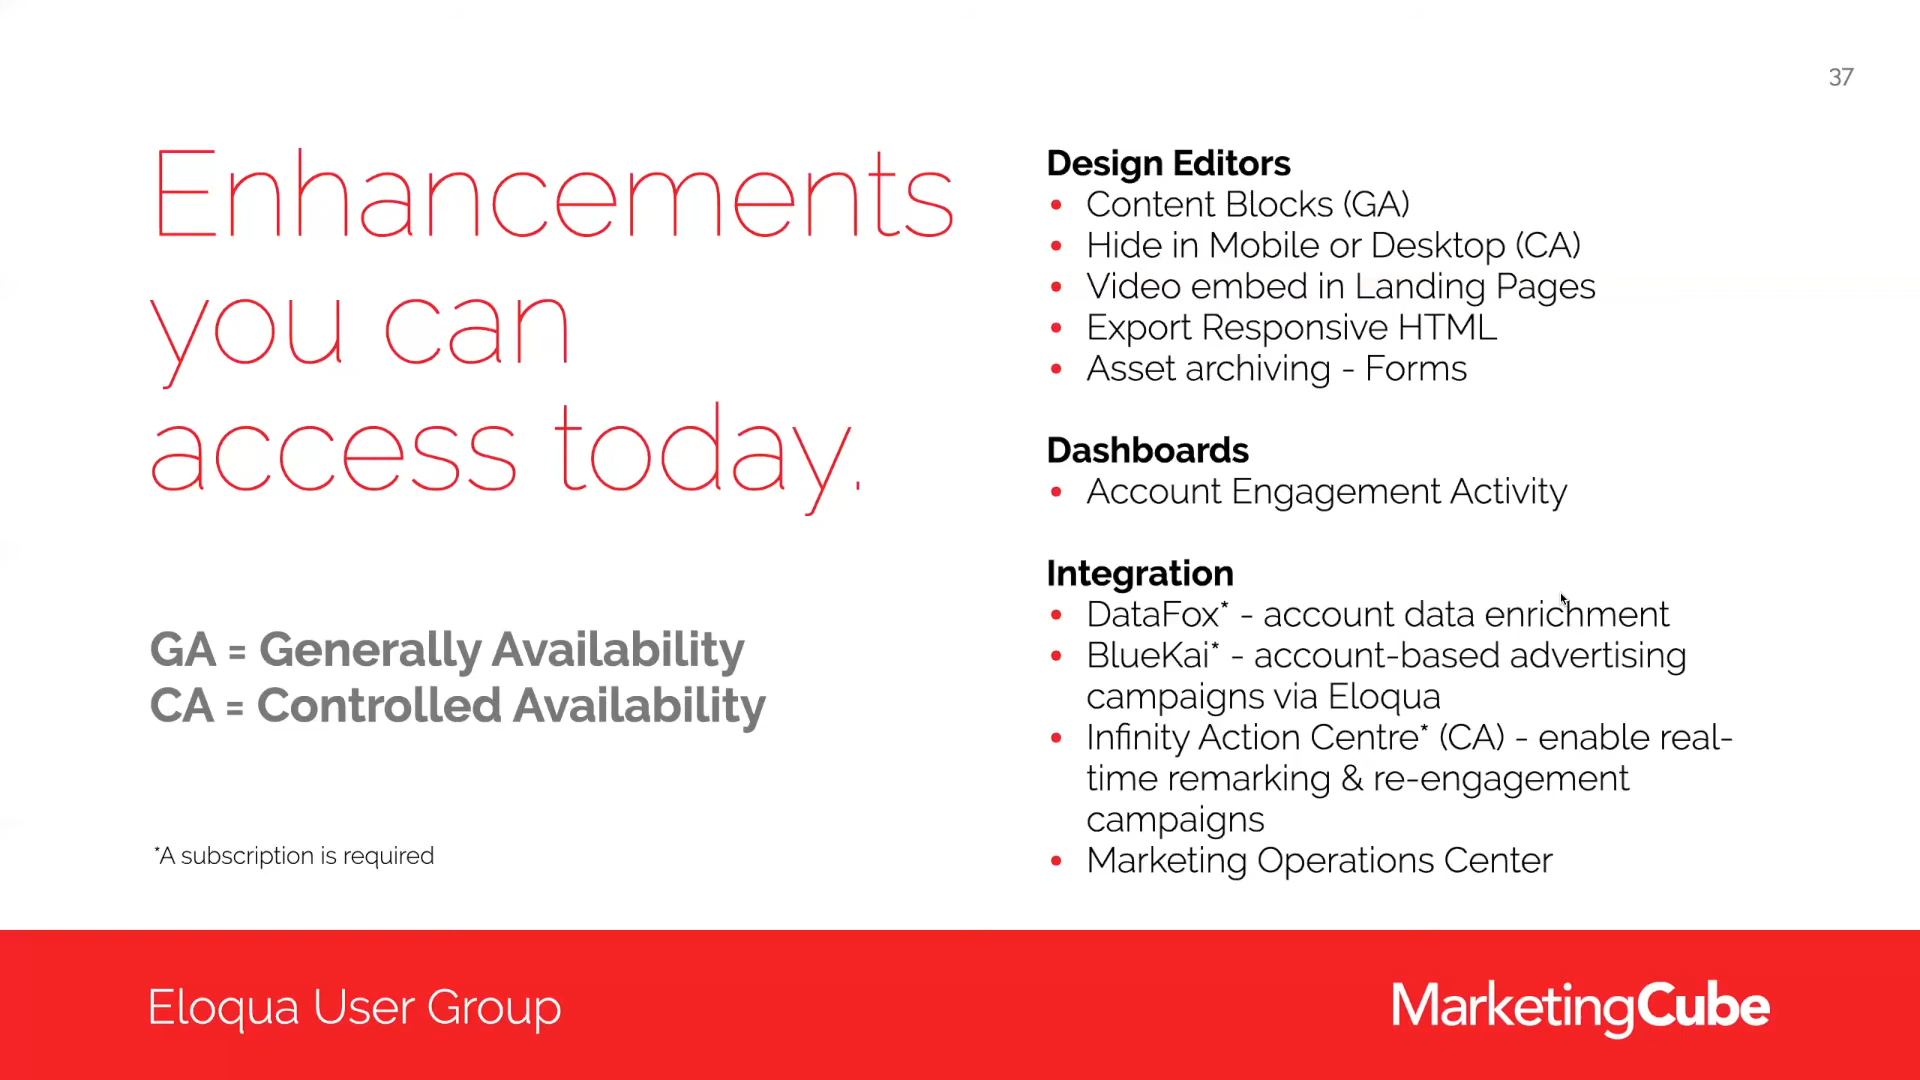 37
Enhancements
you can
access today.
GA = Generally Availability
CA = Controlled Availability
*A subscription is required
Design Editors
• Content Blocks (GA)
• Hide in Mobile or Desktop (CA)
• Video embed in Landing Pages
• Export Responsive HTML
• Asset archiving - Forms
Dashboards
• Account Engagement Activity
Integration
• DataFox* - account data enrichment
• BlueKai* - account-based advertising
campaigns via Eloqua
• Infinity Action Centre* (CA) - enable real-
time remarking & re-engagement
campaigns
• Marketing Operations Center
Eloqua User Group
MarketingCube